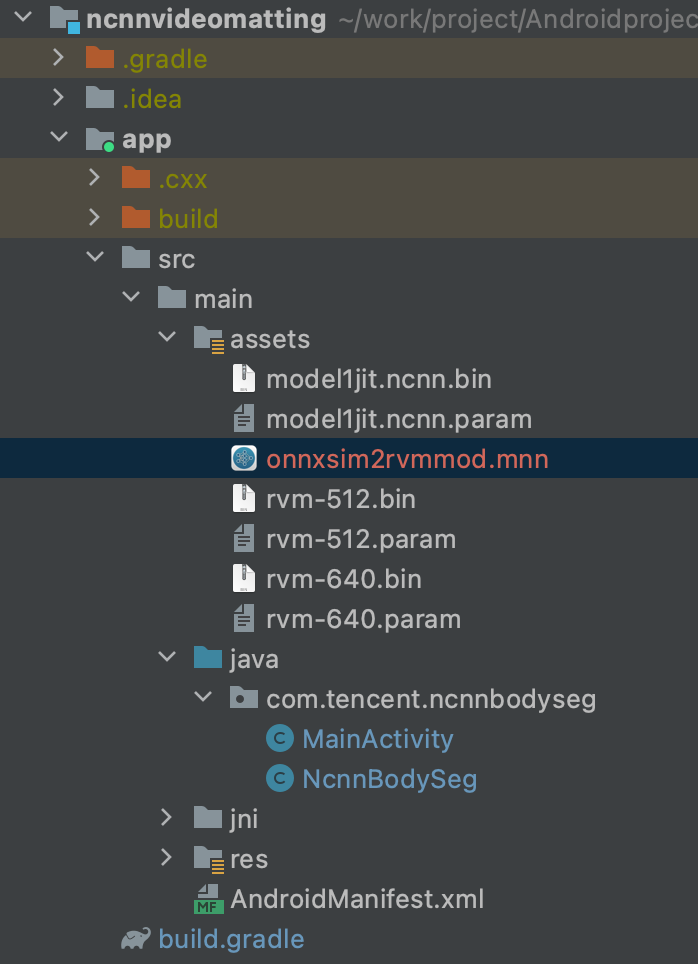 ncnnvideomatting ~/work/project/Androidprojec
.gradle
.idea
app
.cxx
build
src
main
assets
model1jit.ncnn.bin
model1jit.ncnn.param
onnxsim2rvmmod.mnn
rvm-512.bin
rvm-512.param
rvm-640.bin
rvm-640.param
java
com.tencent.ncnnbodyseg
C MainActivity
C NcnnBodySeg
jni
res
MF AndroidManifest.xml
build.gradle